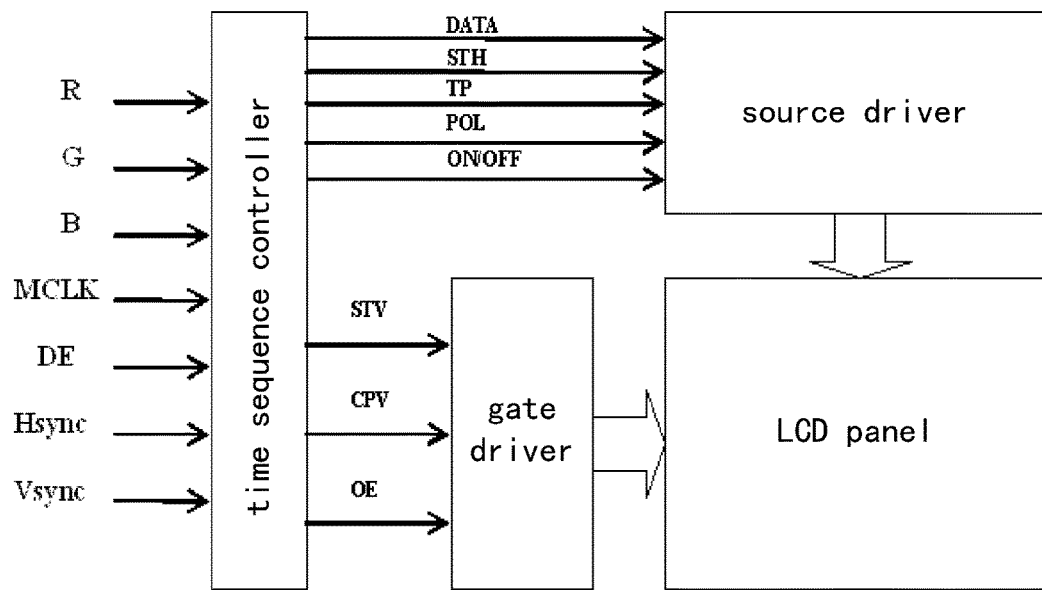 R
G
B
MCLK
DE
Hsync
Vsync
time sequence controller
DATA
STH
TP
POL
ON/OFF
source driver
STV
CPV
OE
gate
driver
LCD panel